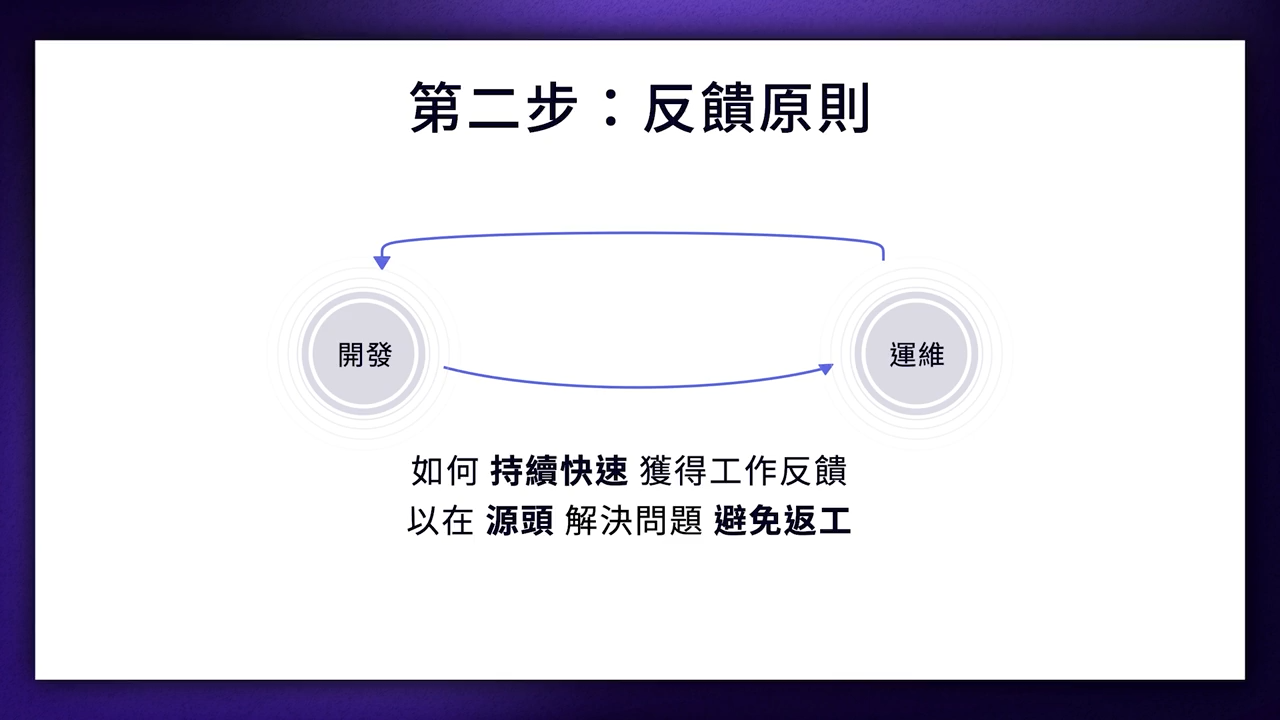 第二步：反饋原則
開發
運維
如何 持續快速 獲得工作反饋
以在 源頭 解決問題 避免返工